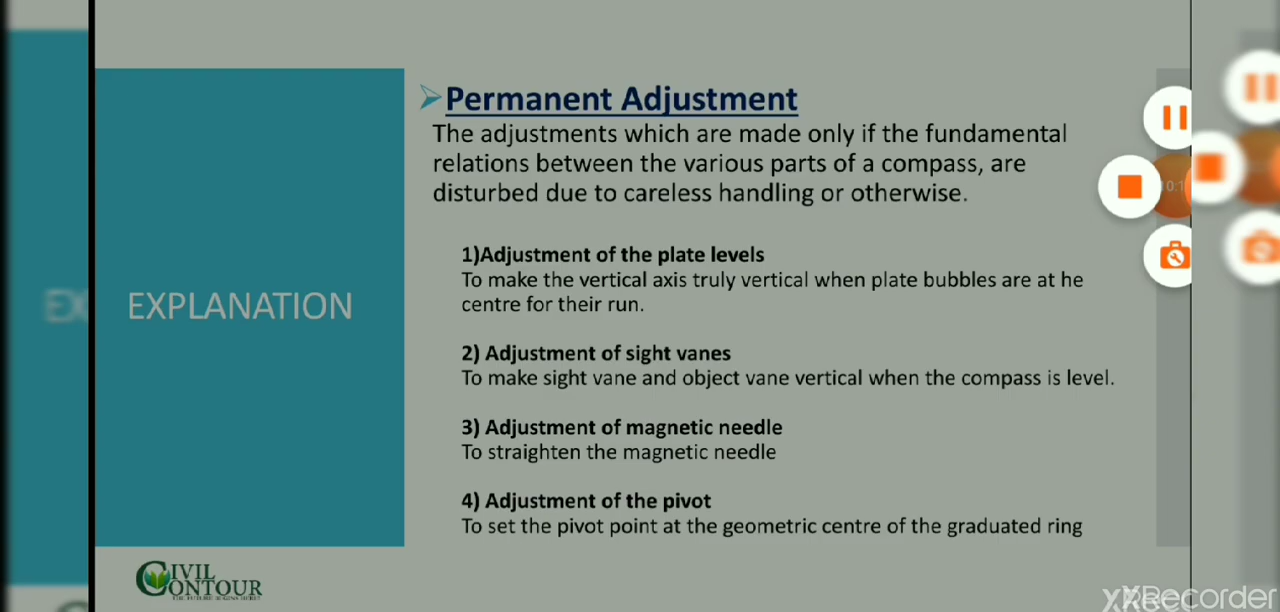 Permanent Adjustment
The adjustments which are made only if the fundamental
relations between the various parts of a compass, are
disturbed due to careless handling or otherwise.
1)Adjustment of the plate levels
To make the vertical axis truly vertical when plate bubbles are at he
centre for their run.
2) Adjustment of sight vanes
To make sight vane and object vane vertical when the compass is level.
3) Adjustment of magnetic needle
To straighten the magnetic needle
4) Adjustment of the pivot
To set the pivot point at the geometric centre of the graduated ring
EXPLANATION
CIVIL
CONTOUR
XRecorder